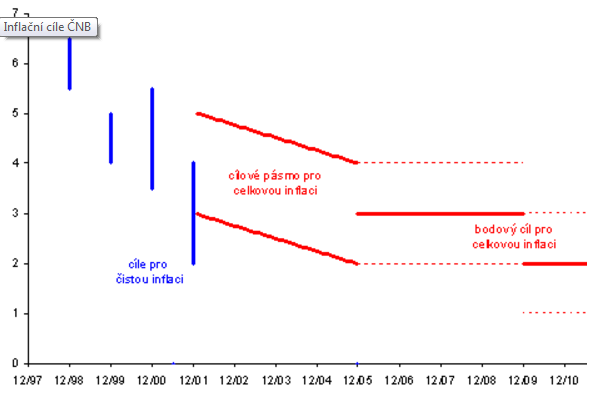 7
Inflační cíle ČNB
6
5
4
cílové pásmo pro
celkovou inflaci
3
bodový cíl pro
celkovou inflaci
2
cíle pro
čistou inflaci
1
0
12/97 12/98 12/99 12/00 12/01 12/02 12/03 12/04 12/05 12/06 12/07 12/08 12/09 12/10